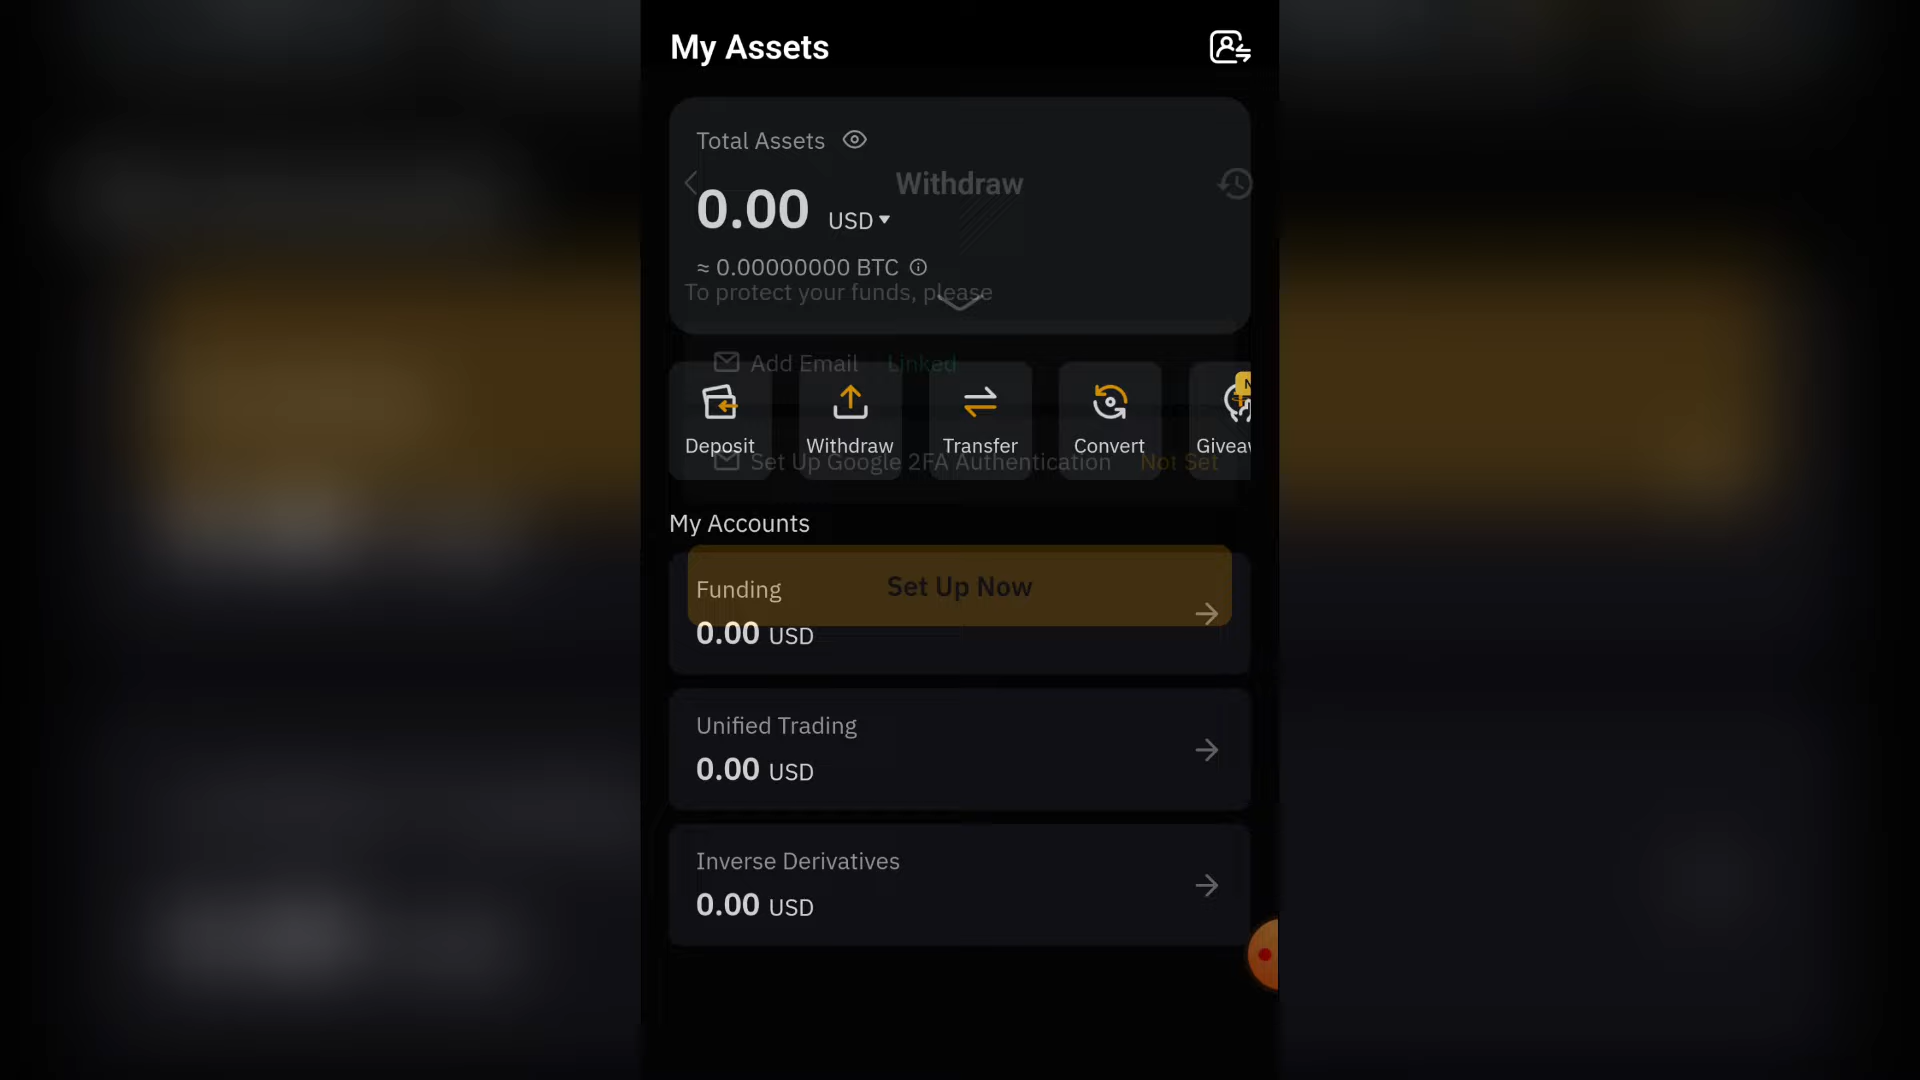 My Assets
Total Assets
Withdraw
0.00 USD
≈ 0.00000000 BTC
To protect your funds, please
Add Email Linked
Deposit Withdraw Transfer Convert Giveaw
Set Up Google 2FA Authentication Not Set
My Accounts
Set Up Now
Funding
0.00 USD
Unified Trading
0.00 USD
Inverse Derivatives
0.00 USD